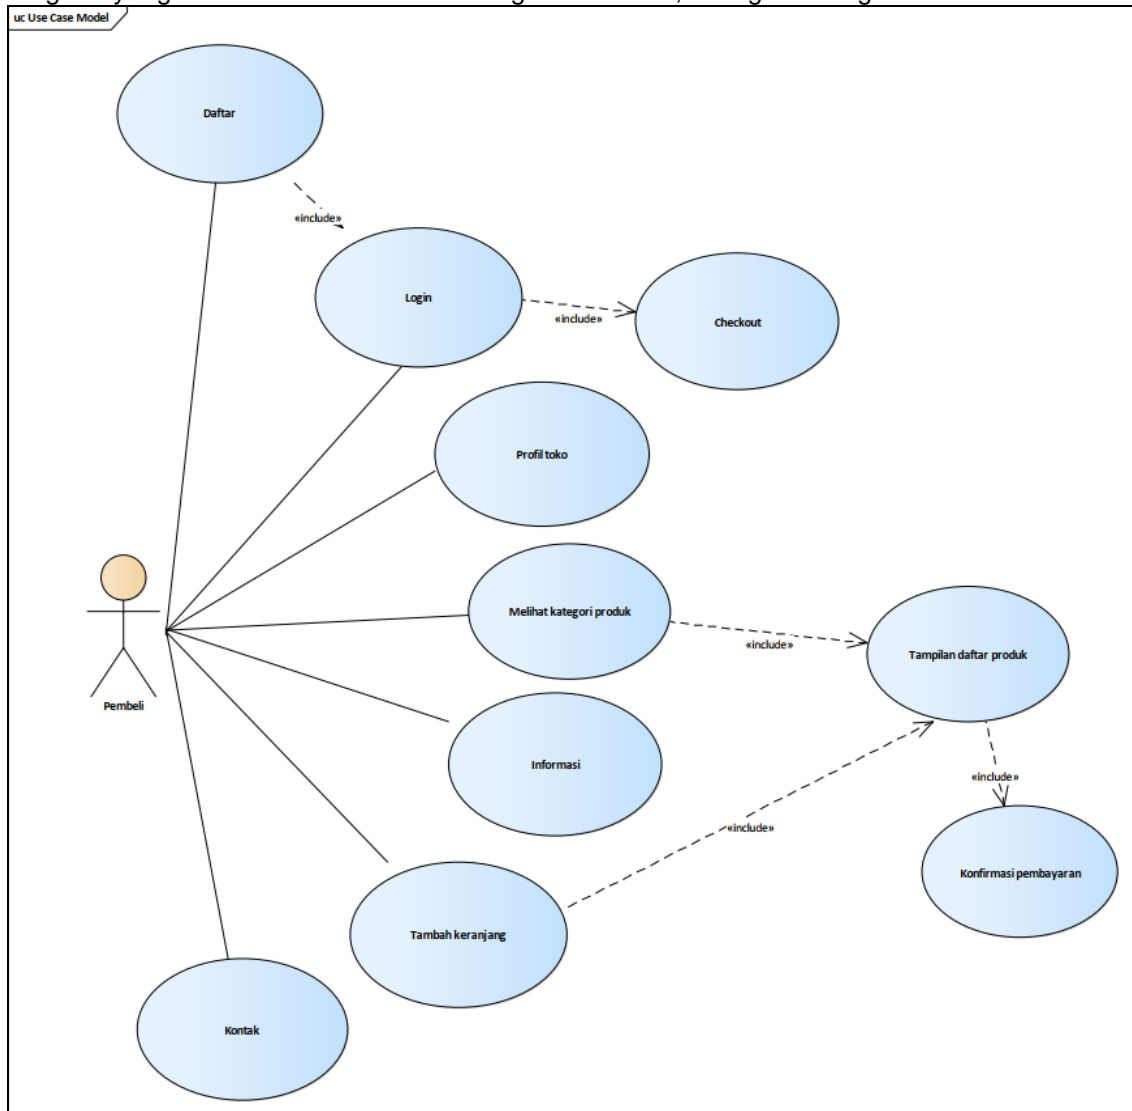 uc Use Case Model
Daftar
«include»
Login
«include»
Checkout
Profil toko
Melihat kategori produk
«include»
Tampilan daftar produk
Pembeli
Informasi
«include»
«include»
Konfirmasi pembayaran
Tambah keranjang
Kontak